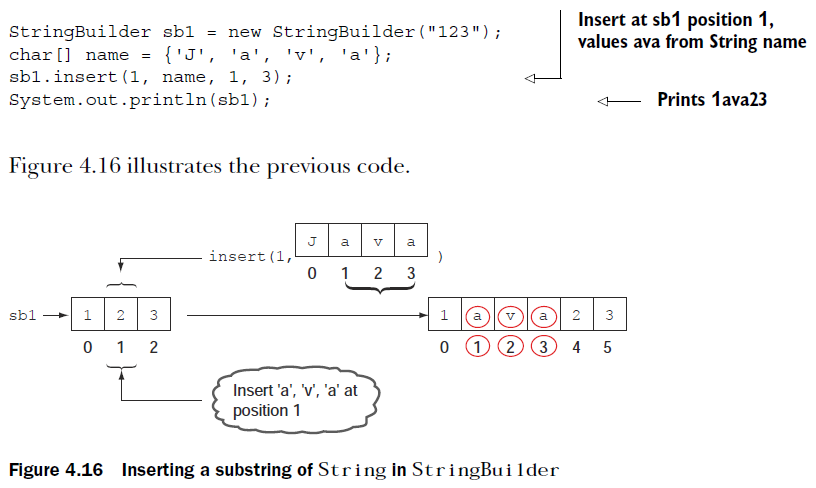 StringBuilder sb1 = new StringBuilder("123");
char[] name = {'J', 'a', 'v', 'a'};
sb1.insert(1, name, 1, 3);
System.out.println(sb1);
Insert at sb1 position 1,
values ava from String name
Prints 1ava23
Figure 4.16 illustrates the previous code.
J a v a
insert(1, )
0 1 2 3
sb1 1 2 3
0 1 2
1 a v a 2 3
0 1 2 3 4 5
Insert 'a', 'v', 'a' at
position 1
Figure 4.16 Inserting a substring of String in StringBuilder